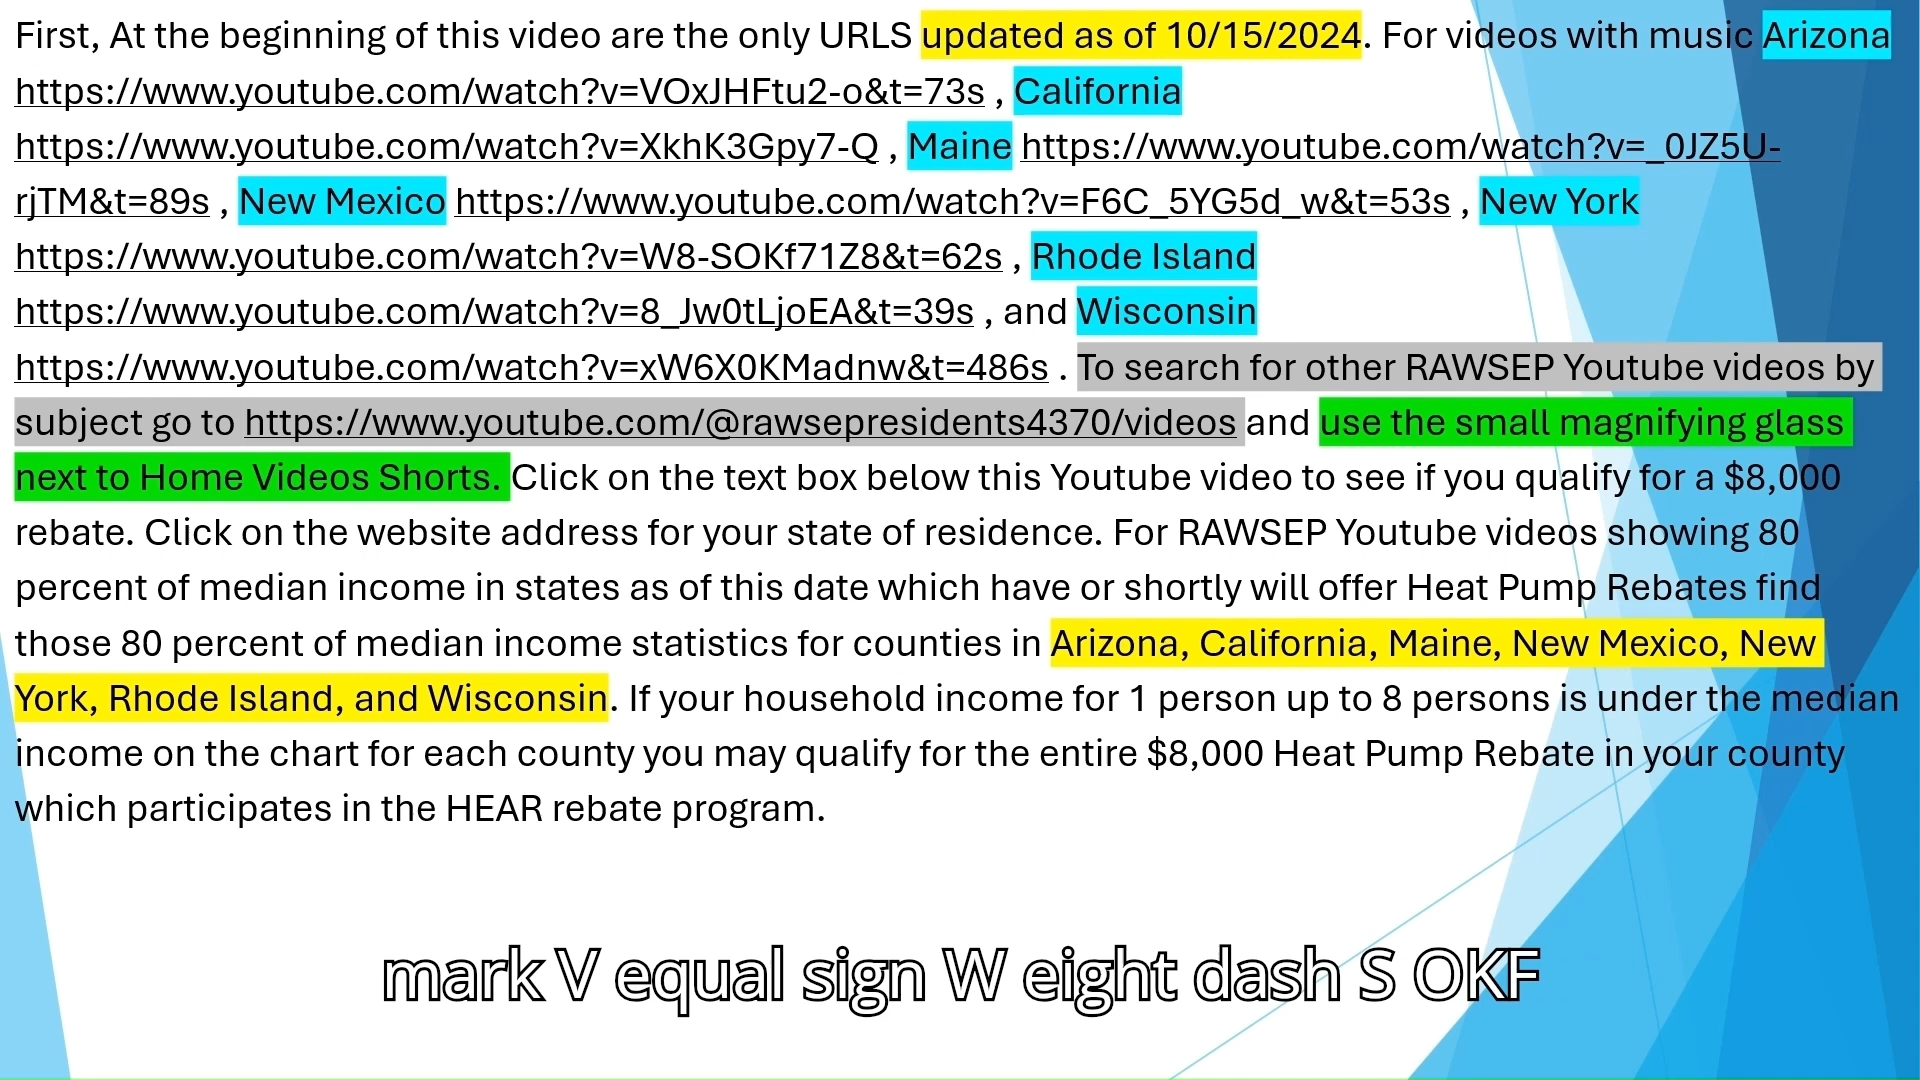 First, At the beginning of this video are the only URLS updated as of 10/15/2024. For videos with music Arizona
https://www.youtube.com/watch?v=VOxJHFtu2-o&t=73s , California
https://www.youtube.com/watch?v=XkhK3Gpy7-Q , Maine https://www.youtube.com/watch?v=_0JZ5U-
rjTM&t=89s , New Mexico https://www.youtube.com/watch?v=F6C_5YG5d_w&t=53s , New York
https://www.youtube.com/watch?v=W8-SOKf71Z8&t=62s , Rhode Island
https://www.youtube.com/watch?v=8_Jw0tLjoEA&t=39s , and Wisconsin
https://www.youtube.com/watch?v=xW6X0KMadnw&t=486s . To search for other RAWSEP Youtube videos by
subject go to https://www.youtube.com/@rawsepresidents4370/videos and use the small magnifying glass
next to Home Videos Shorts. Click on the text box below this Youtube video to see if you qualify for a $8,000
rebate. Click on the website address for your state of residence. For RAWSEP Youtube videos showing 80
percent of median income in states as of this date which have or shortly will offer Heat Pump Rebates find
those 80 percent of median income statistics for counties in Arizona, California, Maine, New Mexico, New
York, Rhode Island, and Wisconsin. If your household income for 1 person up to 8 persons is under the median
income on the chart for each county you may qualify for the entire $8,000 Heat Pump Rebate in your county
which participates in the HEAR rebate program.
mark V equal sign W eight dash S OKF